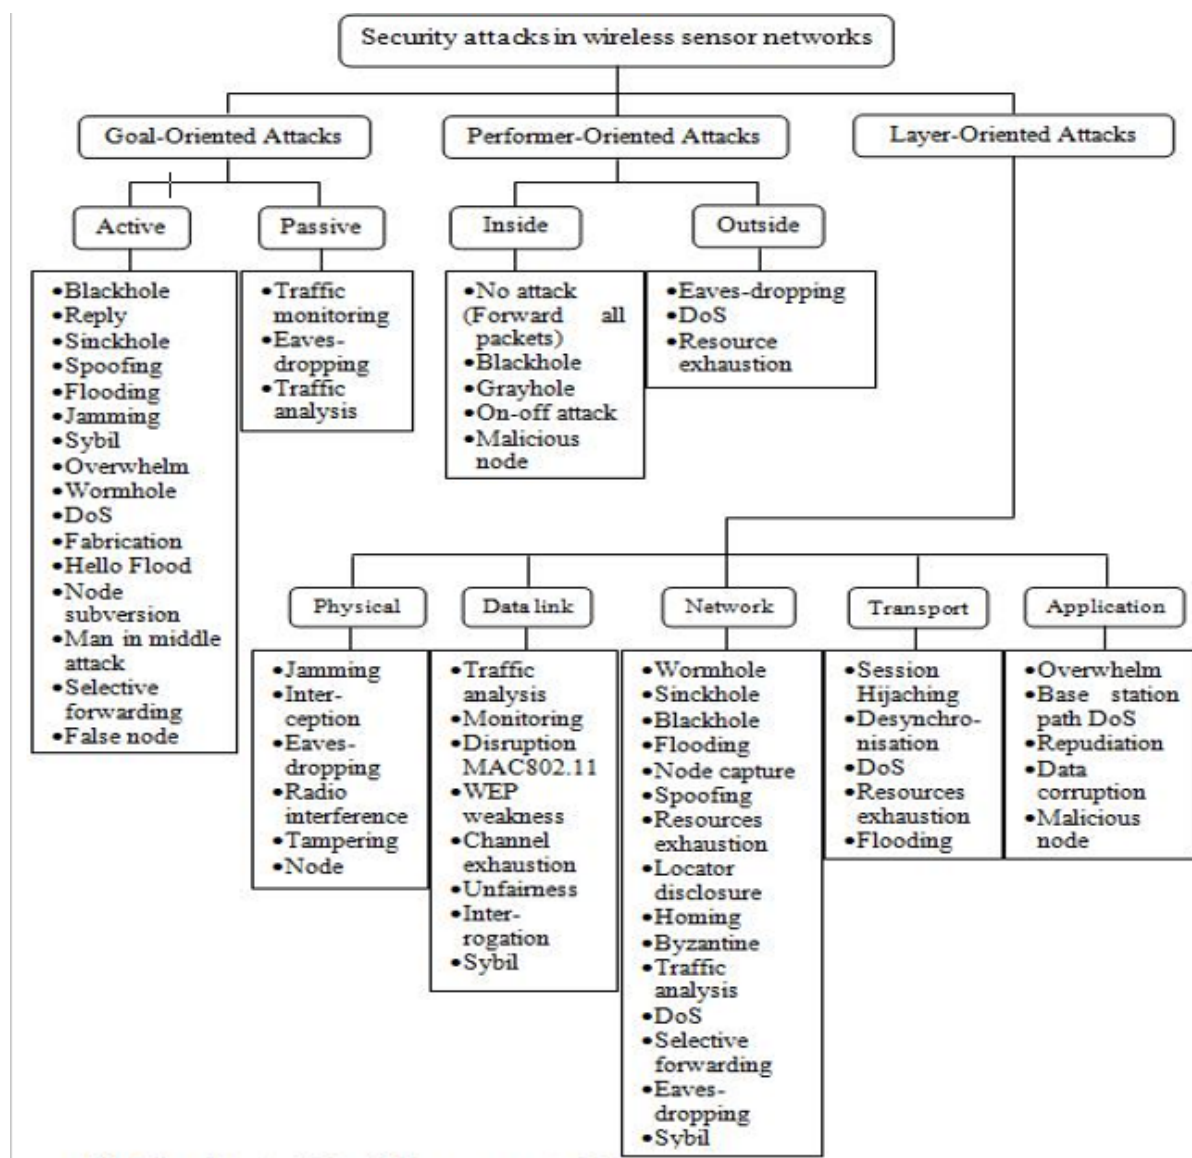 Security attacks in wireless sensor networks
Goal-Oriented Attacks
Performer-Oriented Attacks
Layer-Oriented Attacks
Active
Passive
Inside
Outside
•Blackhole
•Reply
•Sinckhole
•Spoofing
•Flooding
•Jamming
•Sybil
•Overwhelm
•Wormhole
•DoS
•Fabrication
•Hello Flood
•Node
subversion
•Man in middle
attack
•Selective
forwarding
•False node
•Traffic
monitoring
•Eaves-
dropping
•Traffic
analysis
•No attack
(Forward all
packets)
•Blackhole
•Grayhole
•On-off attack
•Malicious
node
•Eaves-dropping
•DoS
•Resource
exhaustion
Physical
Data link
Network
Transport
Application
•Jamming
•Inter-
ception
•Eaves-
dropping
•Radio
interference
•Tampering
•Node
•Traffic
analysis
•Monitoring
•Disruption
MAC802.11
•WEP
weakness
•Channel
exhaustion
•Unfairness
•Inter-
rogation
•Sybil
•Wormhole
•Sinckhole
•Blackhole
•Flooding
•Node capture
•Spoofing
•Resources
exhaustion
•Locator
disclosure
•Homing
•Byzantine
•Traffic
analysis
•DoS
•Selective
forwarding
•Eaves-
dropping
•Sybil
•Session
Hijaching
•Desynchro-
nisation
•DoS
•Resources
exhaustion
•Flooding
•Overwhelm
•Base station
path DoS
•Repudiation
•Data
corruption
•Malicious
node